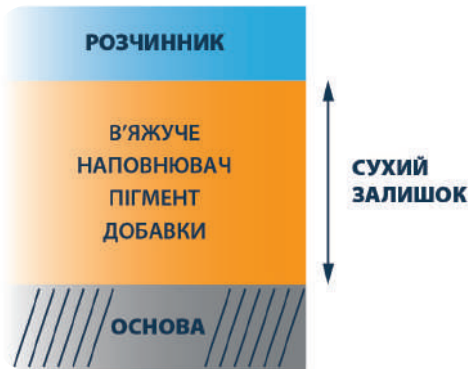 РОЗЧИННИК
В'ЯЖУЧЕ
НАПОВНЮВАЧ
ПІГМЕНТ
ДОБАВКИ
СУХИЙ
ЗАЛИШОК
ОСНОВА